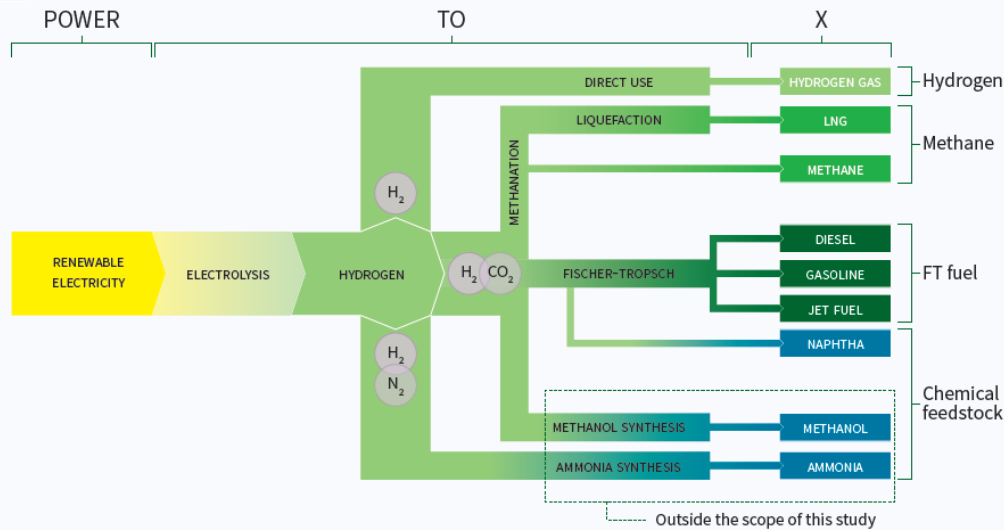 POWER
TO
X
DIRECT USE
HYDROGEN GAS
Hydrogen
LIQUEFACTION
LNG
METHANATION
Methane
METHANE
H₂
RENEWABLE
ELECTRICITY
ELECTROLYSIS
HYDROGEN
H₂
CO₂
FISCHER-TROPSCH
DIESEL
GASOLINE
JET FUEL
FT fuel
NAPHTHA
H₂
N₂
Chemical
feedstock
METHANOL SYNTHESIS
METHANOL
AMMONIA SYNTHESIS
AMMONIA
Outside the scope of this study